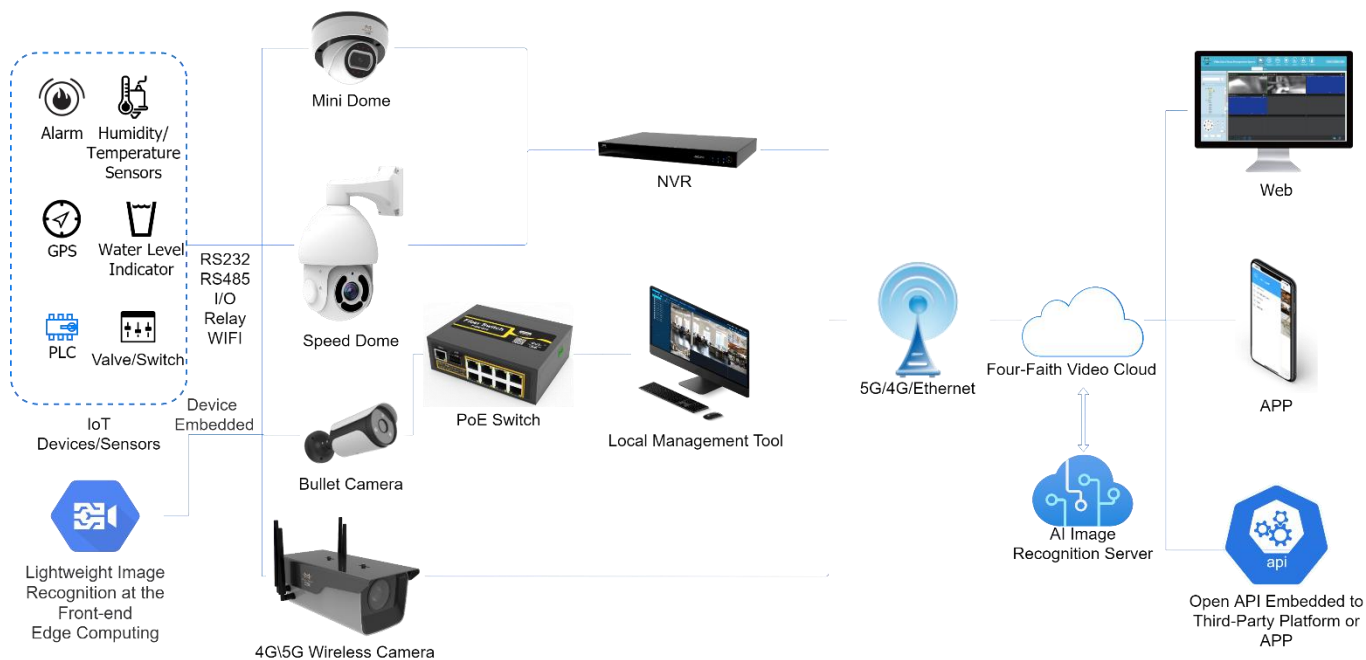 Alarm
Humidity/
Temperature
Sensors
GPS
Water Level
Indicator
PLC
Valve/Switch
IoT
Devices/Sensors
RS232
RS485
I/O
Relay
WIFI
Device
Embedded
Lightweight Image
Recognition at the
Front-end
Edge Computing
Mini Dome
Speed Dome
Bullet Camera
4G\5G Wireless Camera
Fiber Switch
PoE Switch
NVR
Local Management Tool
5G/4G/Ethernet
Four-Faith Video Cloud
AI Image
Recognition Server
Web
APP
api
Open API Embedded to
Third-Party Platform or
APP